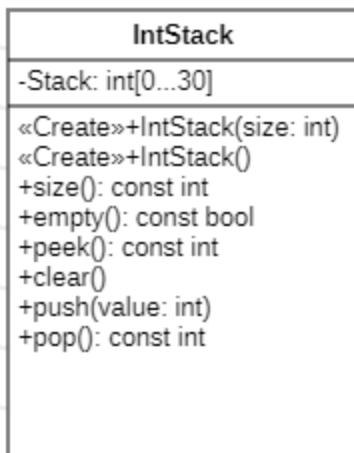 IntStack
-Stack: int[0...30]
«Create»+IntStack(size: int)
«Create»+IntStack()
+size(): const int
+empty(): const bool
+peek(): const int
+clear()
+push(value: int)
+pop(): const int